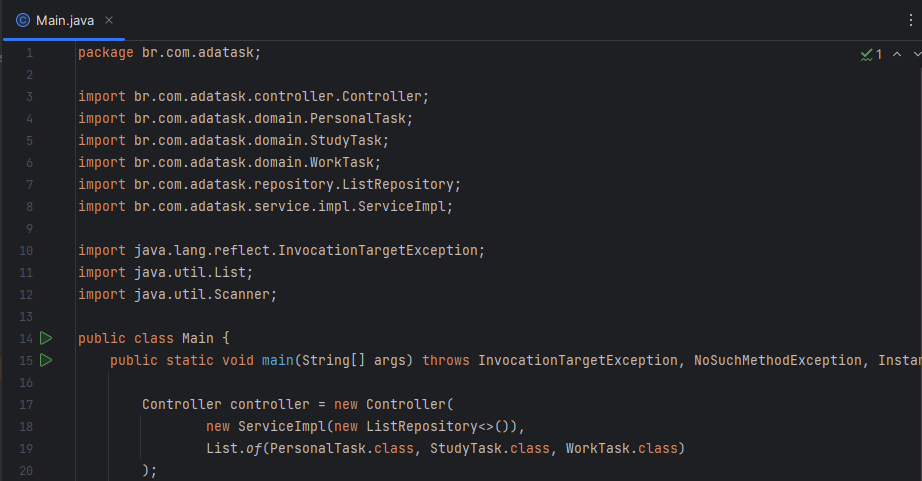 Main.java
1 package br.com.adatask;
1
2
3 import br.com.adatask.controller.Controller;
4 import br.com.adatask.domain.PersonalTask;
5 import br.com.adatask.domain.StudyTask;
6 import br.com.adatask.domain.WorkTask;
7 import br.com.adatask.repository.ListRepository;
8 import br.com.adatask.service.impl.ServiceImpl;
9
10 import java.lang.reflect.InvocationTargetException;
11 import java.util.List;
12 import java.util.Scanner;
13
14 public class Main {
15 public static void main(String[] args) throws InvocationTargetException, NoSuchMethodException, Instan
16
17 Controller controller = new Controller(
18 new ServiceImpl(new ListRepository<>()),
19 List.of(PersonalTask.class, StudyTask.class, WorkTask.class)
20 );